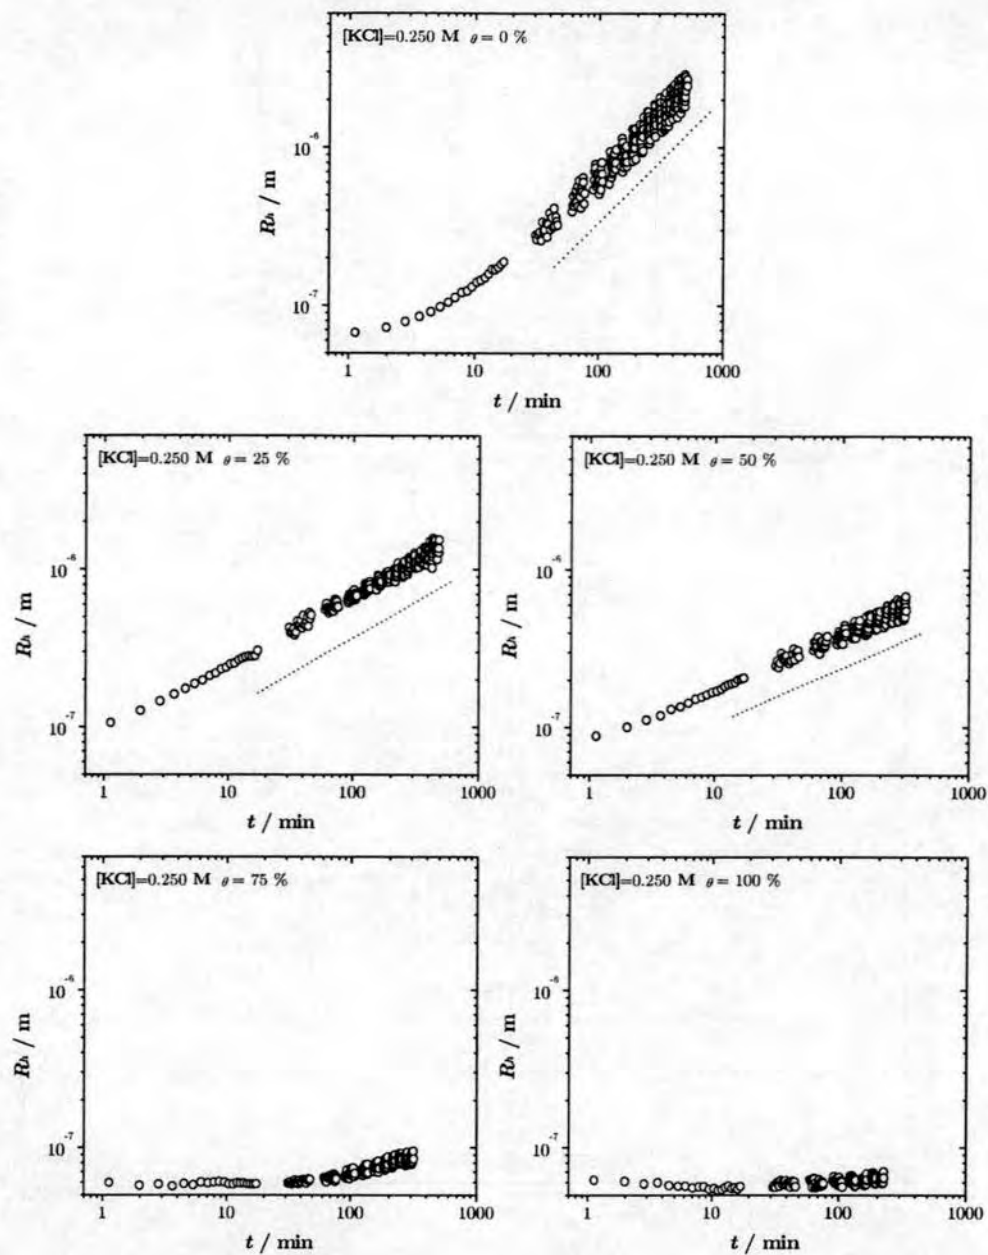 [KCl]=0.250 M θ = 0 %
10⁻⁶
10⁻⁷
Rₕ / m
1 10 100 1000
t / min
[KCl]=0.250 M θ = 25 %
10⁻⁶
10⁻⁷
Rₕ / m
1 10 100 1000
t / min
[KCl]=0.250 M θ = 50 %
10⁻⁶
10⁻⁷
Rₕ / m
1 10 100 1000
t / min
[KCl]=0.250 M θ = 75 %
10⁻⁶
10⁻⁷
Rₕ / m
1 10 100 1000
t / min
[KCl]=0.250 M θ = 100 %
10⁻⁶
10⁻⁷
Rₕ / m
1 10 100 1000
t / min